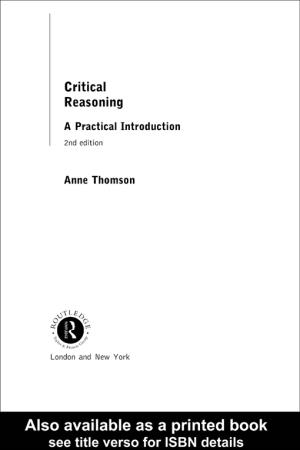 Critical
Reasoning
A Practical Introduction
2nd edition
Anne Thomson
ROUTLEDGE
London and New York
Also available as a printed book
see title verso for ISBN details